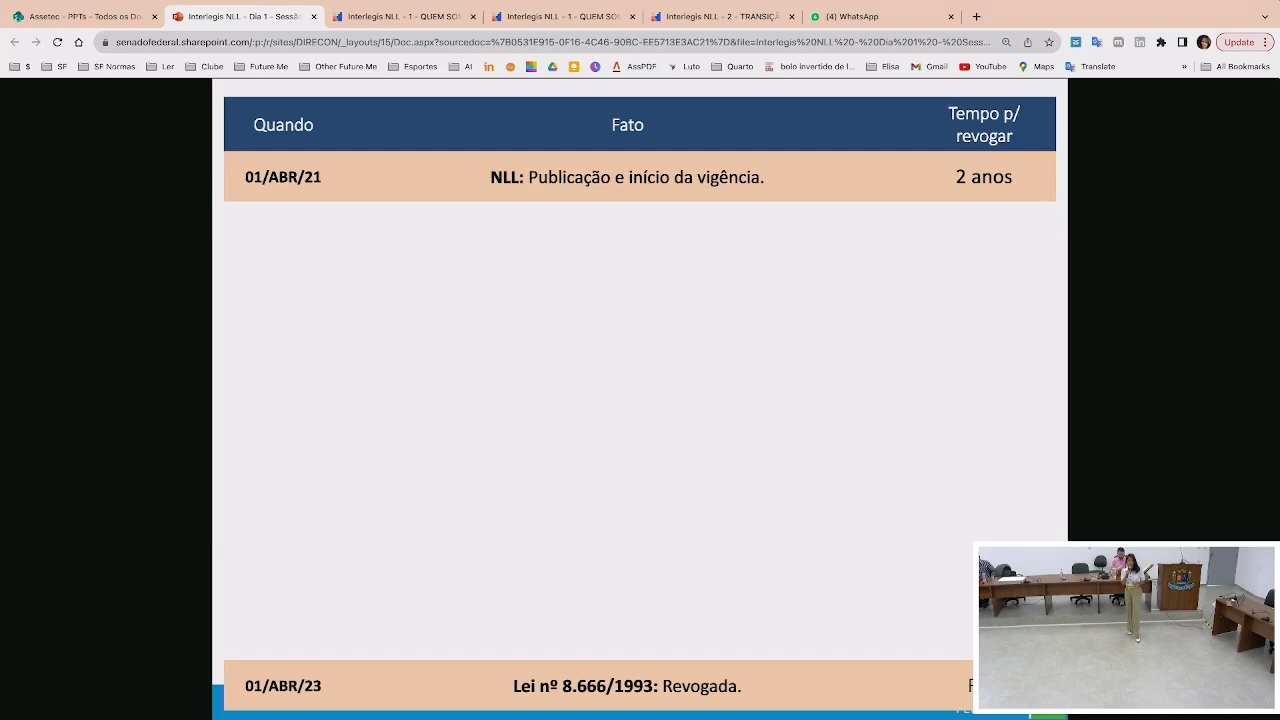 Assetec - PPTs - Todos os Do
Interlegis NLL - Dia 1 - Sessão
Interlegis NLL - 1 - QUEM SOM
Interlegis NLL - 1 - QUEM SOM
Interlegis NLL - 2 - TRANSIÇÃ
(4) WhatsApp
senadofederal.sharepoint.com/:p:/r/sites/DIRECON/_layouts/15/Doc.aspx?sourcedoc=%7B0531E915-0F16-4C46-90BC-EE5713F3AC21%7D&file=Interlegis%20NLL%20-%20Dia%201%20-%20Sess...
Update
$
SF
SF Normas
Ler
Clube
Future Me
Other Future Me
Esportes
AI
AssPDF
Luto
Quarto
bolo invertido de l...
Elisa
Gmail
YouTube
Maps
Translate
»
All Bookmarks
Quando
Fato
Tempo p/
revogar
01/ABR/21
NLL: Publicação e início da vigência.
2 anos
01/ABR/23
Lei nº 8.666/1993: Revogada.